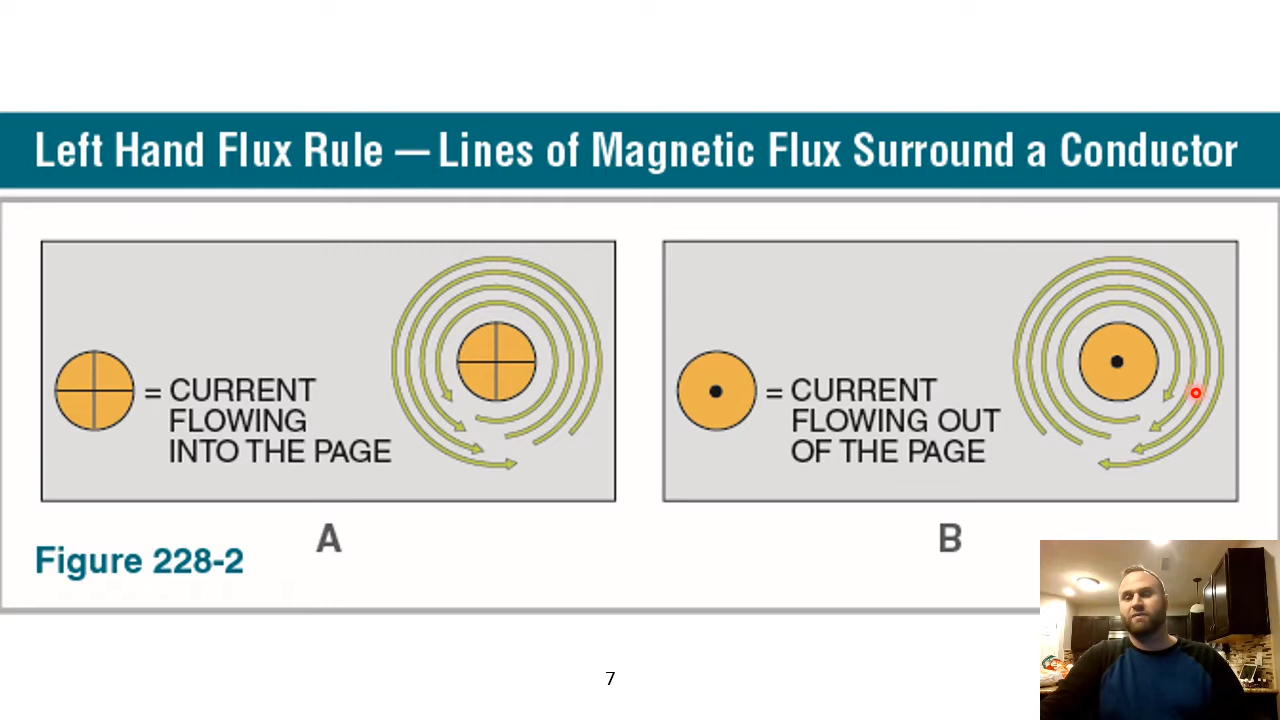 Left Hand Flux Rule — Lines of Magnetic Flux Surround a Conductor
= CURRENT
FLOWING
INTO THE PAGE
= CURRENT
FLOWING OUT
OF THE PAGE
A
B
Figure 228-2
7